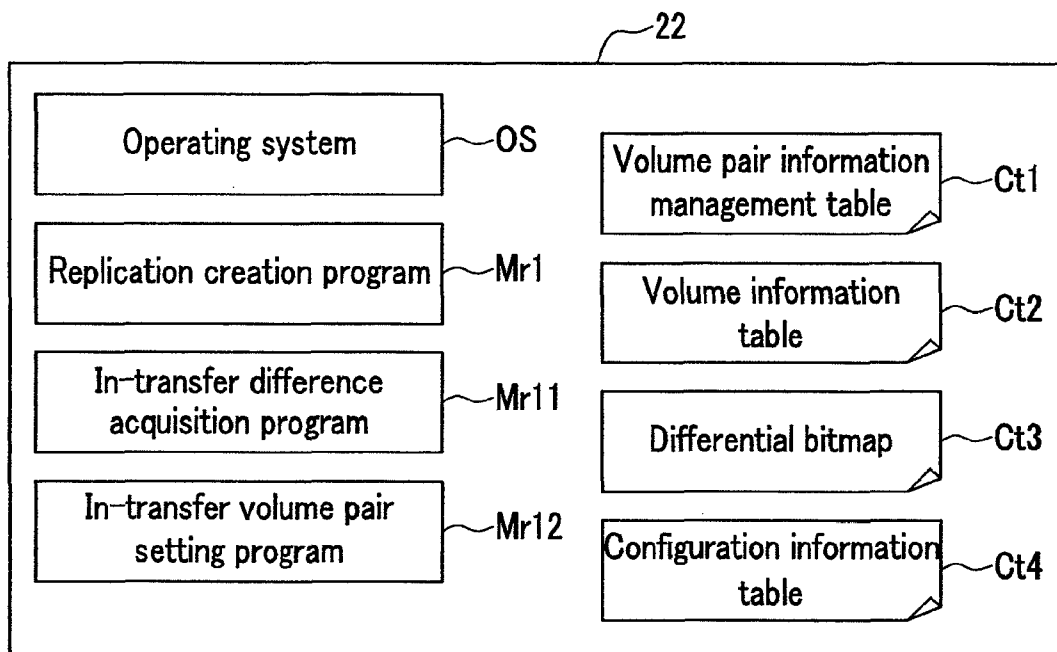 22
Operating system
OS
Replication creation program
Mr1
In-transfer difference
acquisition program
Mr11
In-transfer volume pair
setting program
Mr12
Volume pair information
management table
Ct1
Volume information
table
Ct2
Differential bitmap
Ct3
Configuration information
table
Ct4